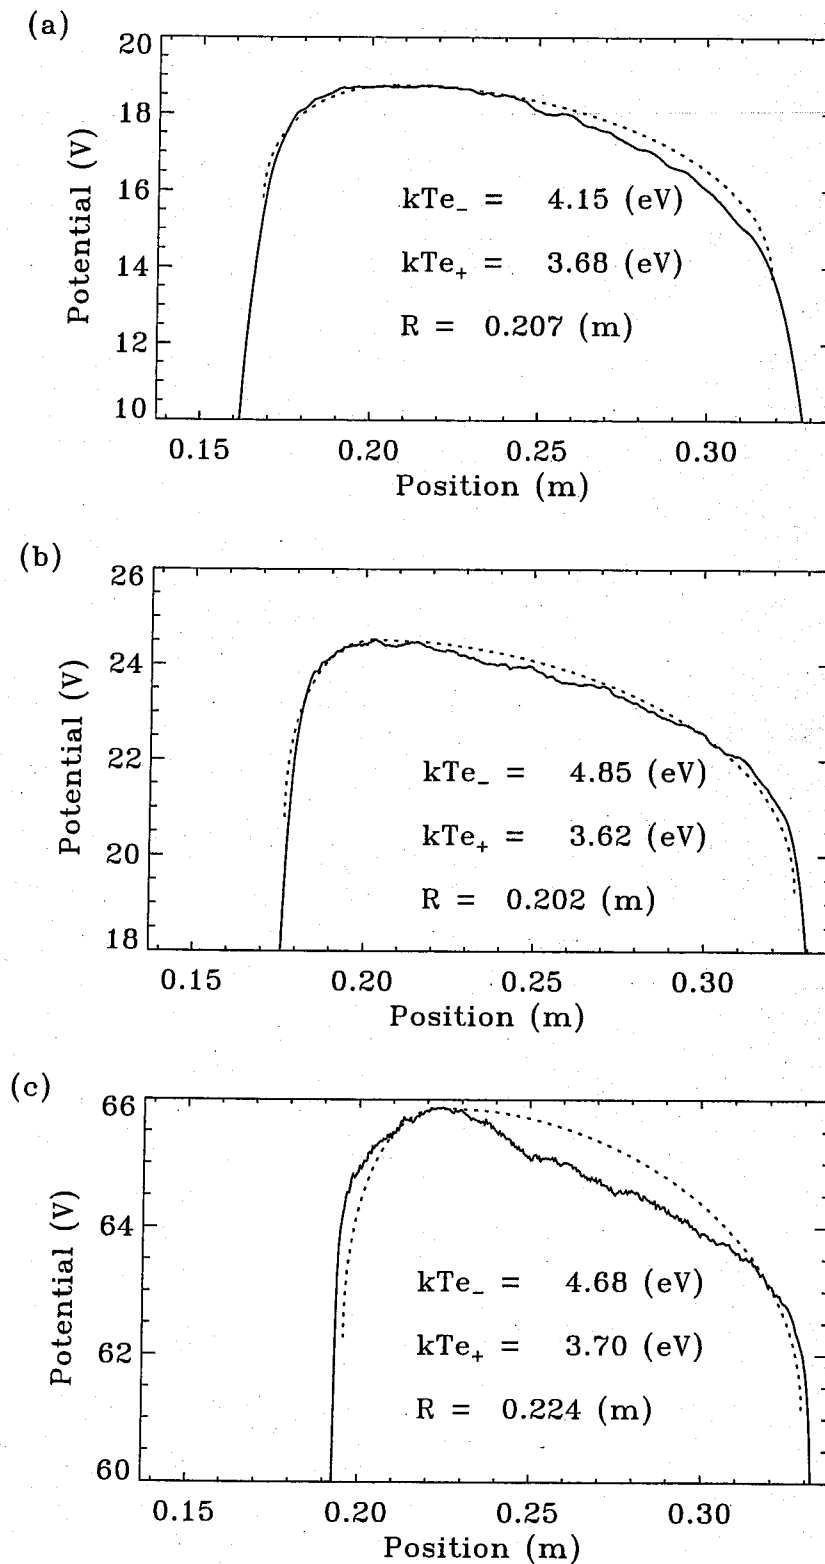 (a)
20
18
16
14
12
10
Potential (V)
kTe₋ = 4.15 (eV)
kTe₊ = 3.68 (eV)
R = 0.207 (m)
0.15 0.20 0.25 0.30
Position (m)
(b)
26
24
22
20
18
Potential (V)
kTe₋ = 4.85 (eV)
kTe₊ = 3.62 (eV)
R = 0.202 (m)
0.15 0.20 0.25 0.30
Position (m)
(c)
66
64
62
60
Potential (V)
kTe₋ = 4.68 (eV)
kTe₊ = 3.70 (eV)
R = 0.224 (m)
0.15 0.20 0.25 0.30
Position (m)